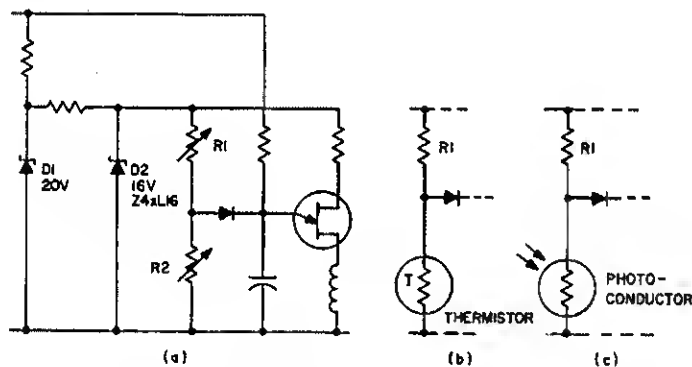 D1
20V
D2
16V
Z4xL16
R1
R2
(a)
R1
T
THERMISTOR
(b)
R1
PHOTO-
CONDUCTOR
(c)